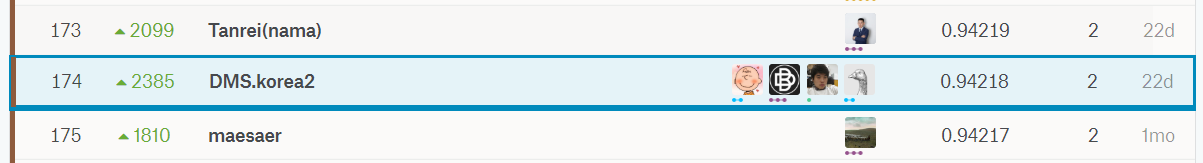 173 2099 Tanrei(nama) 0.94219 2 22d
174 2385 DMS.korea2 0.94218 2 22d
175 1810 maesaer 0.94217 2 1mo